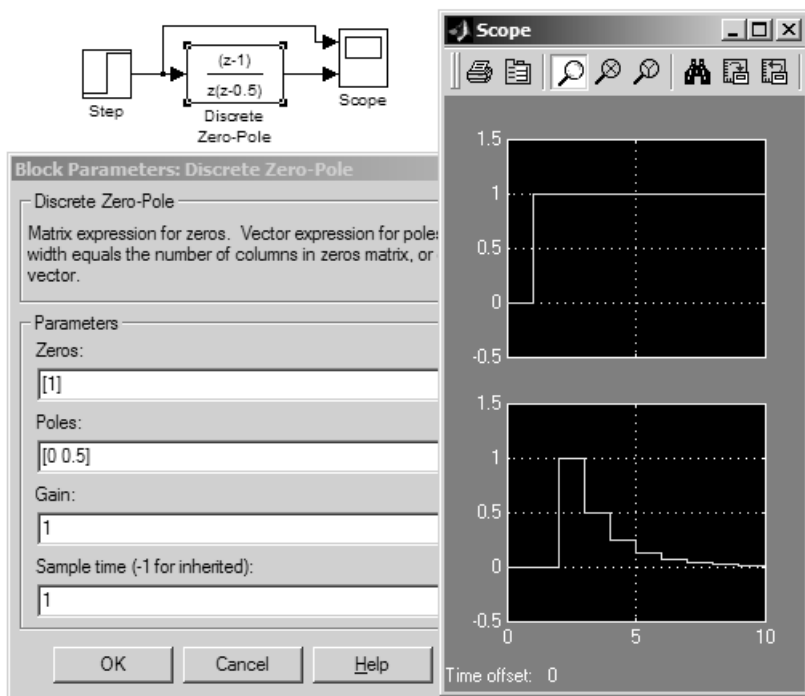 (z-1)
z(z-0.5)
Step
Discrete
Zero-Pole
Scope
Block Parameters: Discrete Zero-Pole
Discrete Zero-Pole
Matrix expression for zeros. Vector expression for poles
width equals the number of columns in zeros matrix, or
vector.
Parameters
Zeros:
[1]
Poles:
[0 0.5]
Gain:
1
Sample time (-1 for inherited):
1
OK
Cancel
Help
Scope
1.5
1
0.5
0
-0.5
1.5
1
0.5
0
-0.5
0
5
10
Time offset: 0